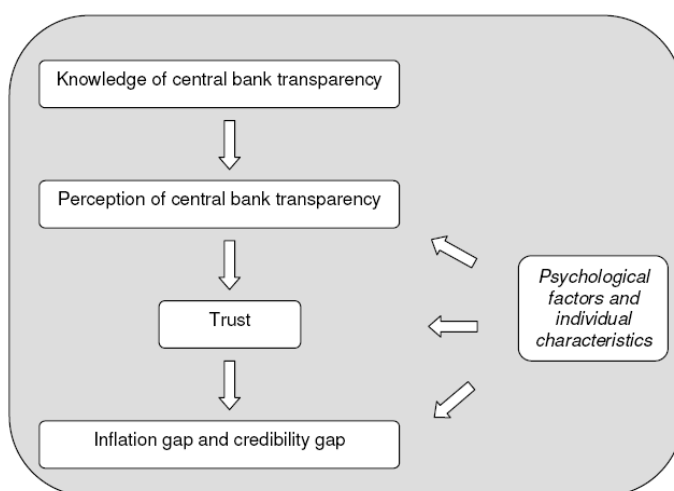 Knowledge of central bank transparency
Perception of central bank transparency
Trust
Inflation gap and credibility gap
Psychological
factors and
individual
characteristics